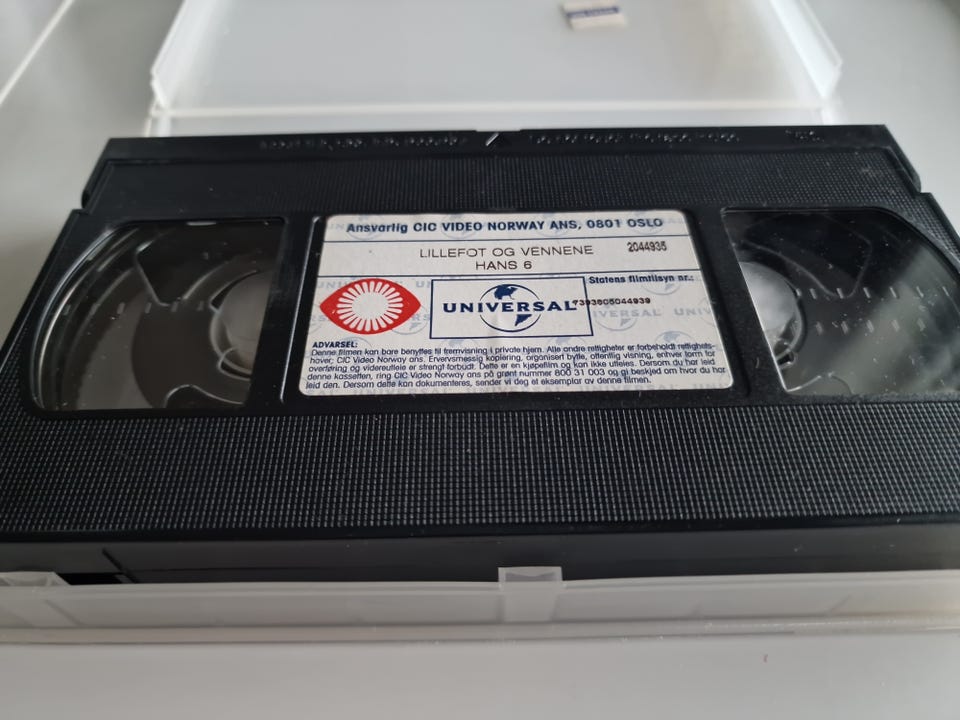 Ansvarlig CIC VIDEO NORWAY ANS, 0801 OSLO
LILLEFOT OG VENNENE
2044935
HANS 6
Statens filmtilsyn nr.:
UNIVERSAL
7393805044939
ADVARSEL:
Denne filmen kan bare benyttes til fremvisning i private hjem. Alle andre rettigheter er forbeholdt rettighets-
haver, CIC Video Norway ans. Ervervsmessig kopiering, organisert bytte, offentlig visning, enhver form for
overføring og videreutleie er strengt forbudt. Dette er en kjøpefilm og kan ikke utleies. Dersom du har leid
denne kassetten, ring CIC Video Norway ans på grønt nummer 800 31 003 og gi beskjed om hvor du har
leid den. Dersom dette kan dokumenteres, sender vi deg et eksemplar av denne filmen.